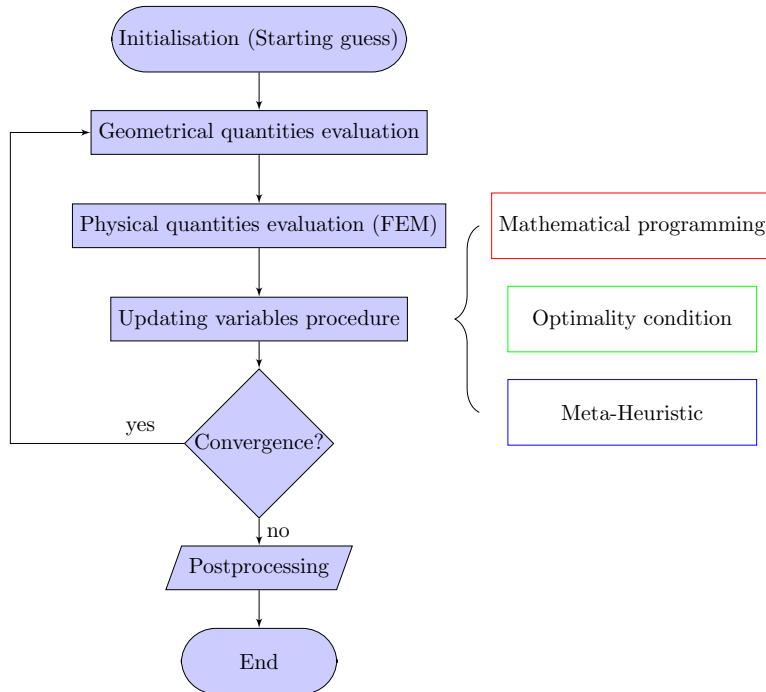 Initialisation (Starting guess)
Geometrical quantities evaluation
Physical quantities evaluation (FEM)
Mathematical programming
Updating variables procedure
Optimality condition
Meta-Heuristic
yes
Convergence?
no
Postprocessing
End